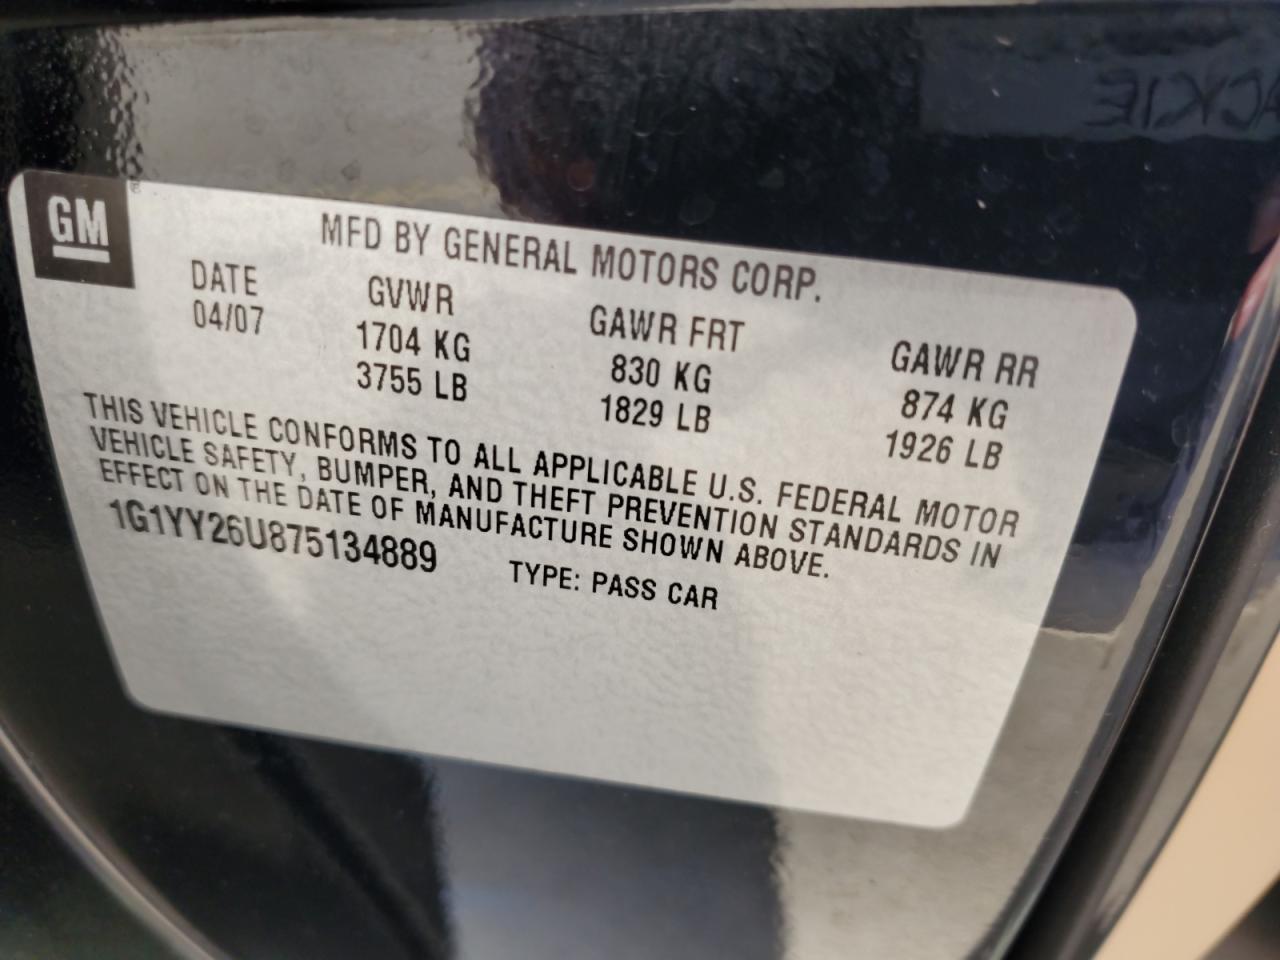 GM
MFD BY GENERAL MOTORS CORP.
DATE GVWR GAWR FRT GAWR RR
04/07 1704 KG 830 KG 874 KG
3755 LB 1829 LB 1926 LB
THIS VEHICLE CONFORMS TO ALL APPLICABLE U.S. FEDERAL MOTOR
VEHICLE SAFETY, BUMPER, AND THEFT PREVENTION STANDARDS IN
EFFECT ON THE DATE OF MANUFACTURE SHOWN ABOVE.
1G1YY26U875134889 TYPE: PASS CAR